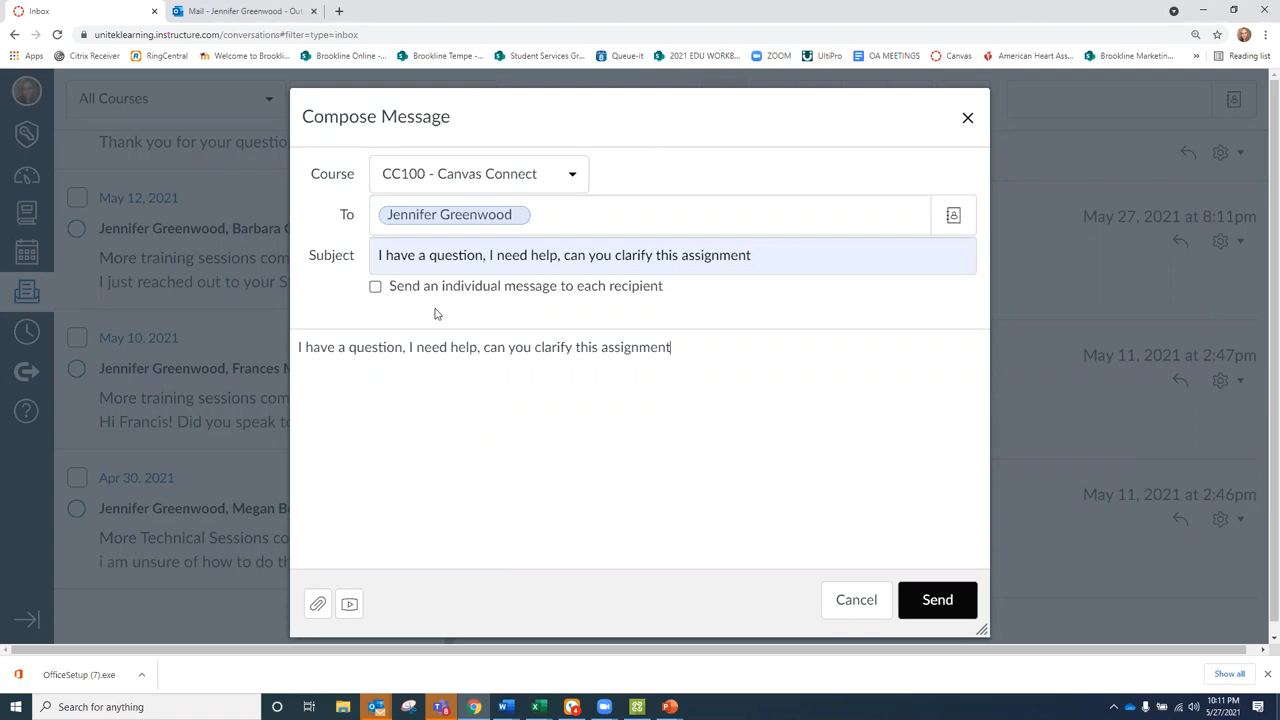 Inbox
Mail - Jennifer Greenwood - Out
uniteklearning.instructure.com/conversations#filter=type=inbox
Apps
Citrix Receiver
RingCentral
Welcome to Brookli...
Brookline Online -...
Brookline Tempe -...
Student Services Gr...
Queue-it
2021 EDU WORKB...
ZOOM
UltiPro
OA MEETINGS
Canvas
American Heart Ass...
Brookline Marketin...
»
Reading list
All Courses
Compose Message
Thank you for your questio
Course
CC100 - Canvas Connect
May 12, 2021
To
Jennifer Greenwood
May 27, 2021 at 8:11pm
Jennifer Greenwood, Barbara
Subject
I have a question, I need help, can you clarify this assignment
More training sessions com
I just reached out to your S
Send an individual message to each recipient
May 10, 2021
I have a question, I need help, can you clarify this assignment
May 11, 2021 at 2:47pm
Jennifer Greenwood, Frances M
More training sessions com
Hi Francis! Did you speak to
Apr 30, 2021
May 11, 2021 at 2:46pm
Jennifer Greenwood, Megan B
More Technical Sessions co
i am unsure of how to do th
Cancel
Send
OfficeSetup (7).exe
Show all
Search for anything
10:11 PM
5/27/2021